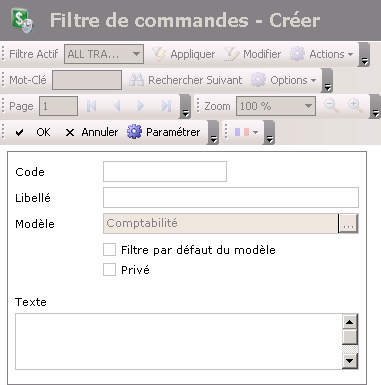 Filtre de commandes - Créer
Filtre Actif ALL TRA... Appliquer Modifier Actions
Mot-Clé Rechercher Suivant Options
Page 1 Zoom 100 %
OK Annuler Paramétrer
Code
Libellé
Modèle Comptabilité ...
Filtre par défaut du modèle
Privé
Texte